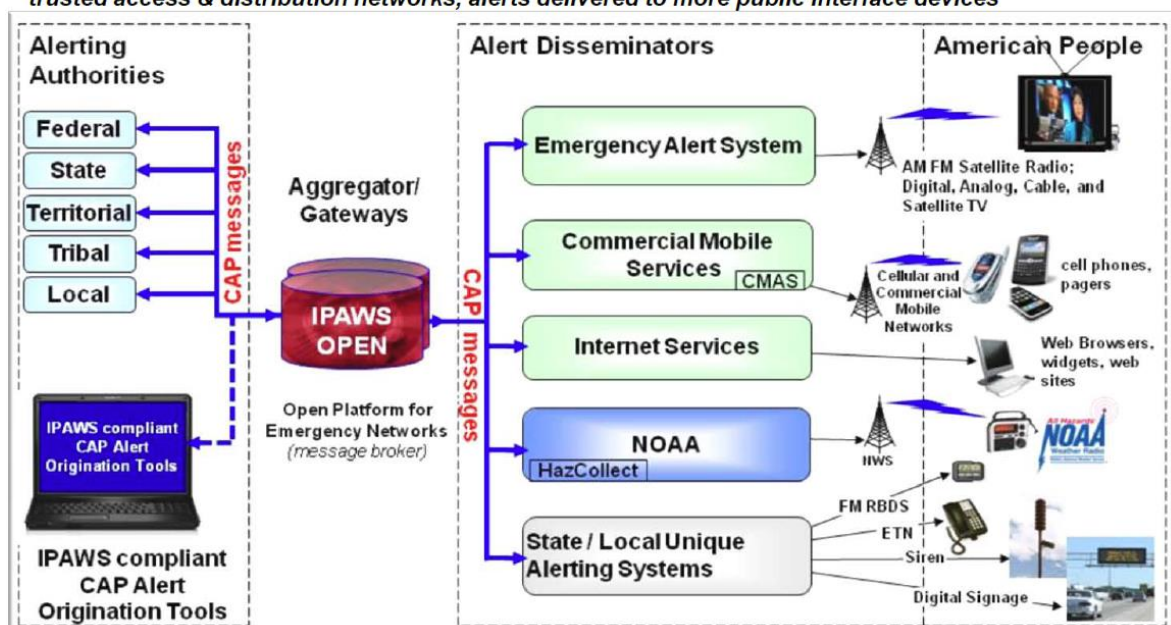 trusted access & distribution networks, alerts delivered to more public interface devices
Alerting
Authorities
Federal
State
Territorial
Tribal
Local
CAP messages
IPAWS compliant
CAP Alert
Origination Tools
IPAWS compliant
CAP Alert
Origination Tools
Aggregator/
Gateways
IPAWS
OPEN
Open Platform for
Emergency Networks
(message broker)
CAP messages
Alert Disseminators
Emergency Alert System
Commercial Mobile
Services
CMAS
Internet Services
NOAA
HazCollect
State / Local Unique
Alerting Systems
American People
AM FM Satellite Radio;
Digital, Analog, Cable, and
Satellite TV
Cellular and
Commercial
Mobile
Networks
cell phones,
pagers
Web Browsers,
widgets, web
sites
NWS
All Hazards
NOAA
Weather Radio
FM RBDS
ETN
Siren
Digital Signage